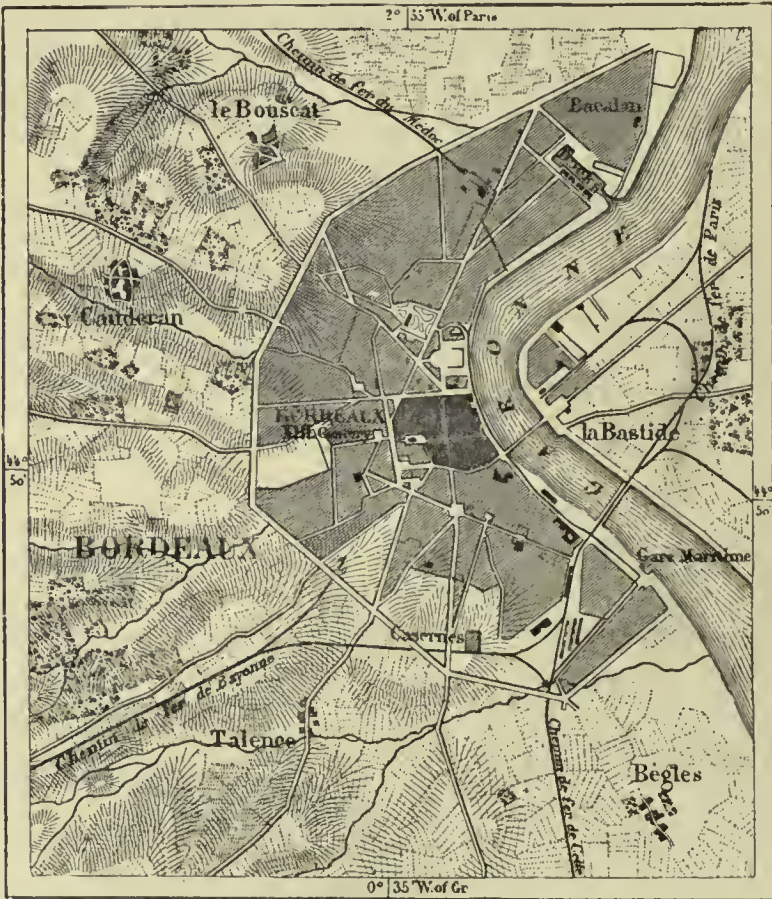 2° 55' W. of Paris
Chemin de fer du Medoc
le Bouscat
Bacalan
Chemin de fer de Paris
GARONNE
Cauderan
BORDEAUX
la Bastide
44° 50'
44° 50'
BORDEAUX
Gare Maritime
Casernes
Chemin de Fer de Bayonne
Talence
Chemin de fer de Cette
Bègles
0° 35' W. of Gr